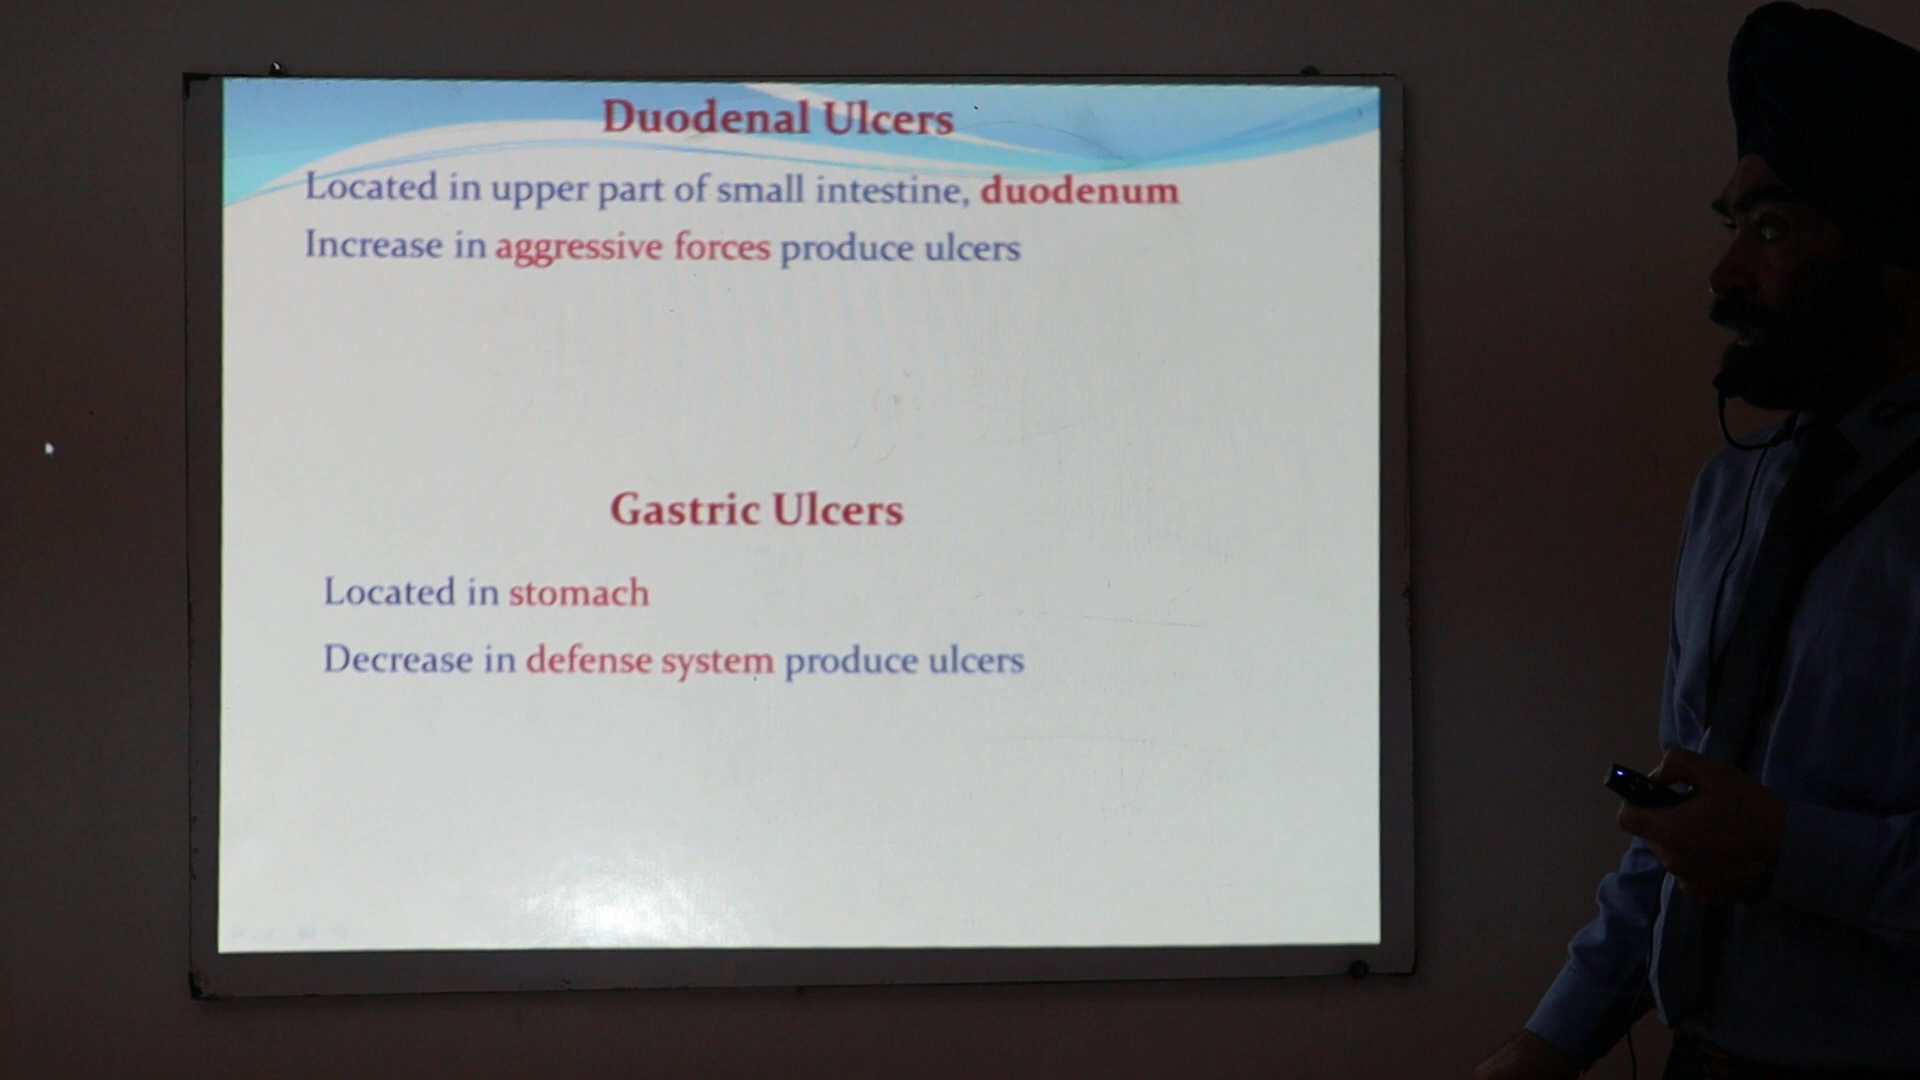 Duodenal Ulcers
Located in upper part of small intestine, duodenum
Increase in aggressive forces produce ulcers
Gastric Ulcers
Located in stomach
Decrease in defense system produce ulcers